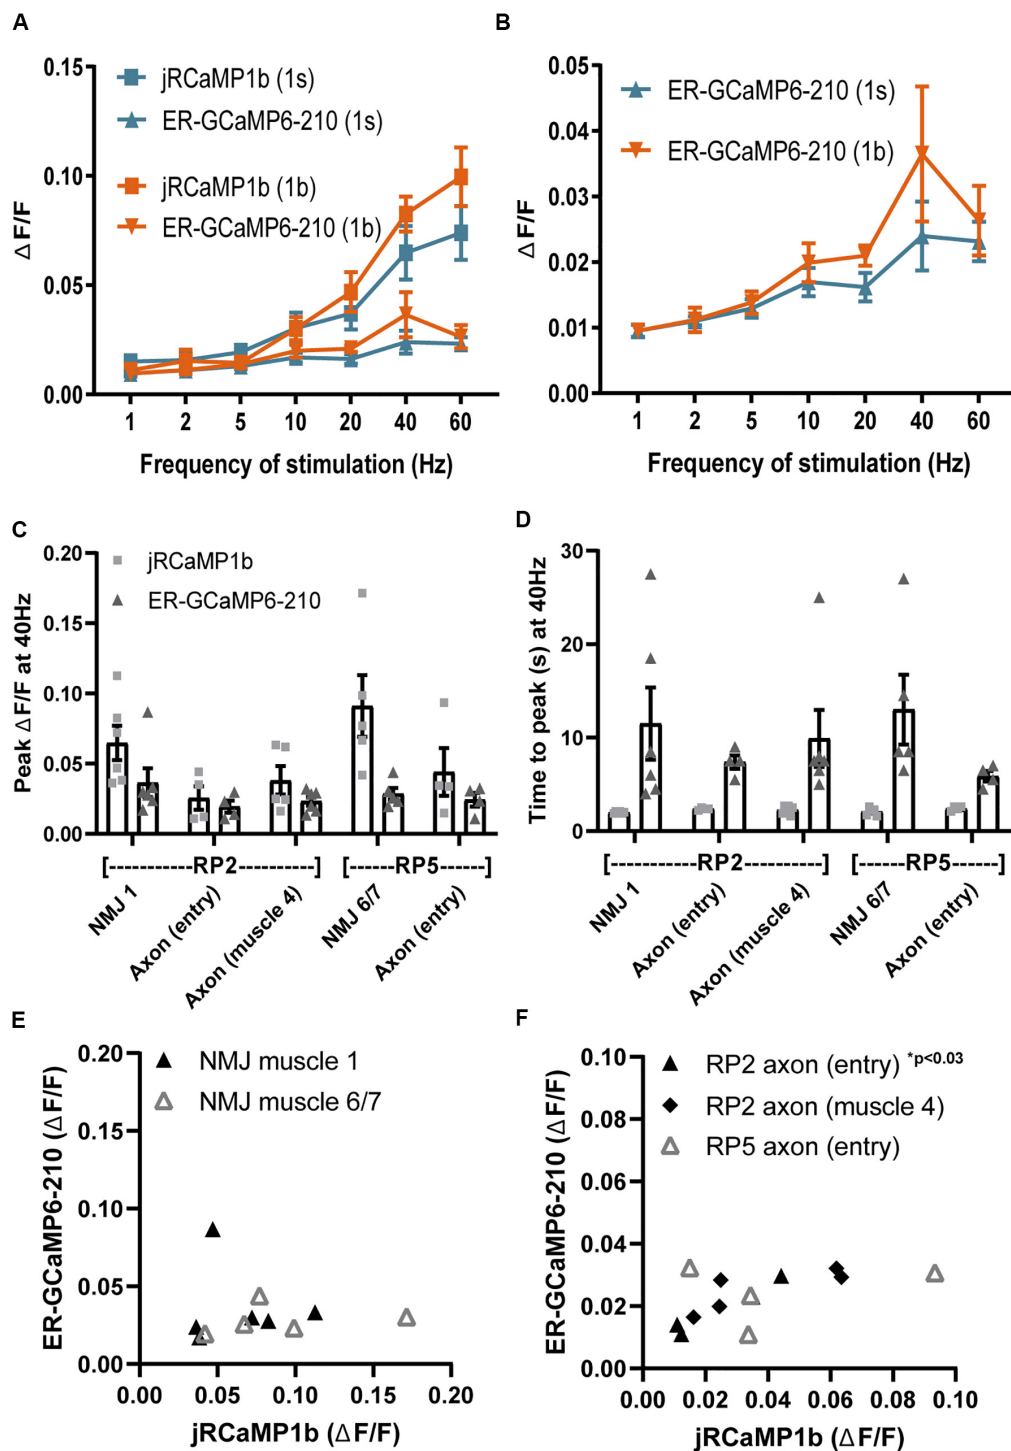 A
0.15
0.10
0.05
0.00
ΔF/F
jRCaMP1b (1s)
ER-GCaMP6-210 (1s)
jRCaMP1b (1b)
ER-GCaMP6-210 (1b)
1 2 5 10 20 40 60
Frequency of stimulation (Hz)
B
0.05
0.04
0.03
0.02
0.01
0.00
ΔF/F
ER-GCaMP6-210 (1s)
ER-GCaMP6-210 (1b)
1 2 5 10 20 40 60
Frequency of stimulation (Hz)
C
0.20
0.15
0.10
0.05
0.00
Peak ΔF/F at 40Hz
jRCaMP1b
ER-GCaMP6-210
[-------------RP2------------]
[------RP5-------]
NMJ 1
Axon (entry)
Axon (muscle 4)
NMJ 6/7
Axon (entry)
D
30
20
10
0
Time to peak (s) at 40Hz
[-------------RP2------------]
[------RP5-------]
NMJ 1
Axon (entry)
Axon (muscle 4)
NMJ 6/7
Axon (entry)
E
0.20
0.15
0.10
0.05
0.00
ER-GCaMP6-210 (ΔF/F)
NMJ muscle 1
NMJ muscle 6/7
0.00 0.05 0.10 0.15 0.20
jRCaMP1b (ΔF/F)
F
0.10
0.08
0.06
0.04
0.02
0.00
ER-GCaMP6-210 (ΔF/F)
RP2 axon (entry) *p<0.03
RP2 axon (muscle 4)
RP5 axon (entry)
0.00 0.02 0.04 0.06 0.08 0.10
jRCaMP1b (ΔF/F)